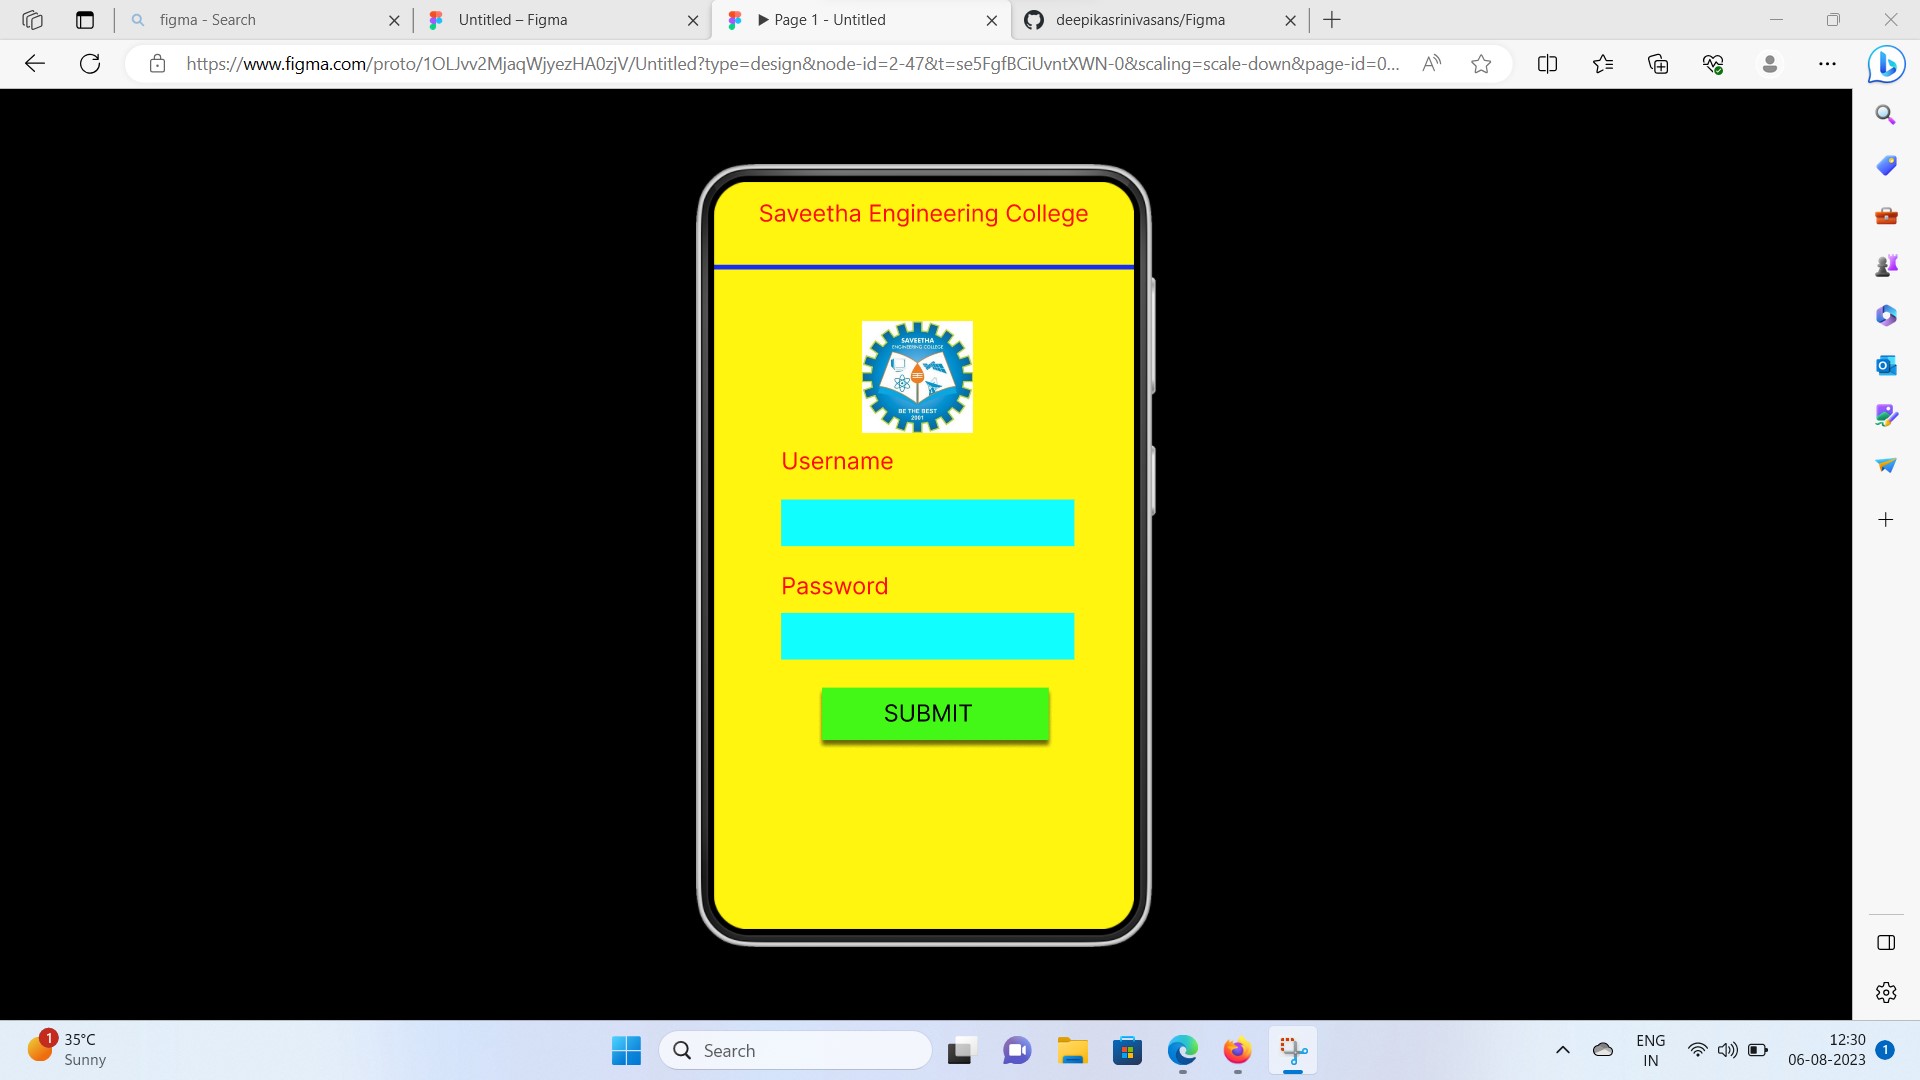 figma - Search
Untitled – Figma
▶ Page 1 - Untitled
deepikasrinivasans/Figma
https://www.figma.com/proto/1OLJvv2MjaqWjyezHA0zjV/Untitled?type=design&node-id=2-47&t=se5FgfBCiUvntXWN-0&scaling=scale-down&page-id=0...
Saveetha Engineering College
SAVEETHA
ENGINEERING COLLEGE
BE THE BEST
2001
Username
Password
SUBMIT
1
35°C
Sunny
Search
ENG
IN
12:30
06-08-2023
1